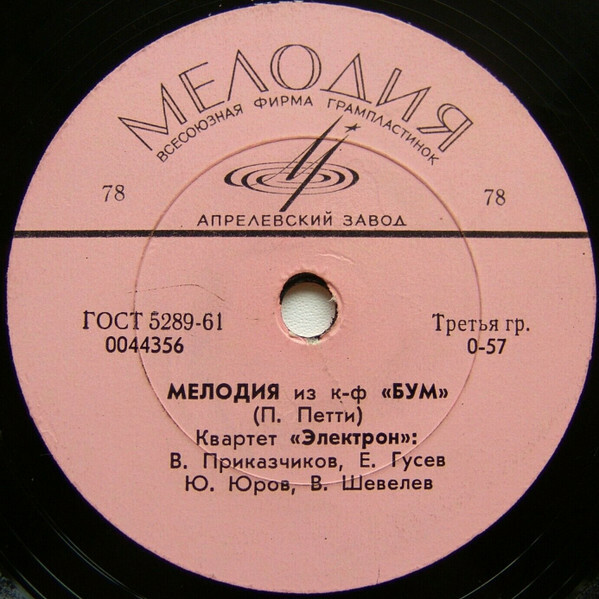 МЕЛОДИЯ
ВСЕСОЮЗНАЯ ФИРМА ГРАМПЛАСТИНОК
78
78
АПРЕЛЕВСКИЙ ЗАВОД
ГОСТ 5289-61
Третья гр.
0044356
0-57
МЕЛОДИЯ из к-ф «БУМ»
(П. Петти)
Квартет «Электрон»:
В. Приказчиков, Е. Гусев
Ю. Юров, В. Шевелев